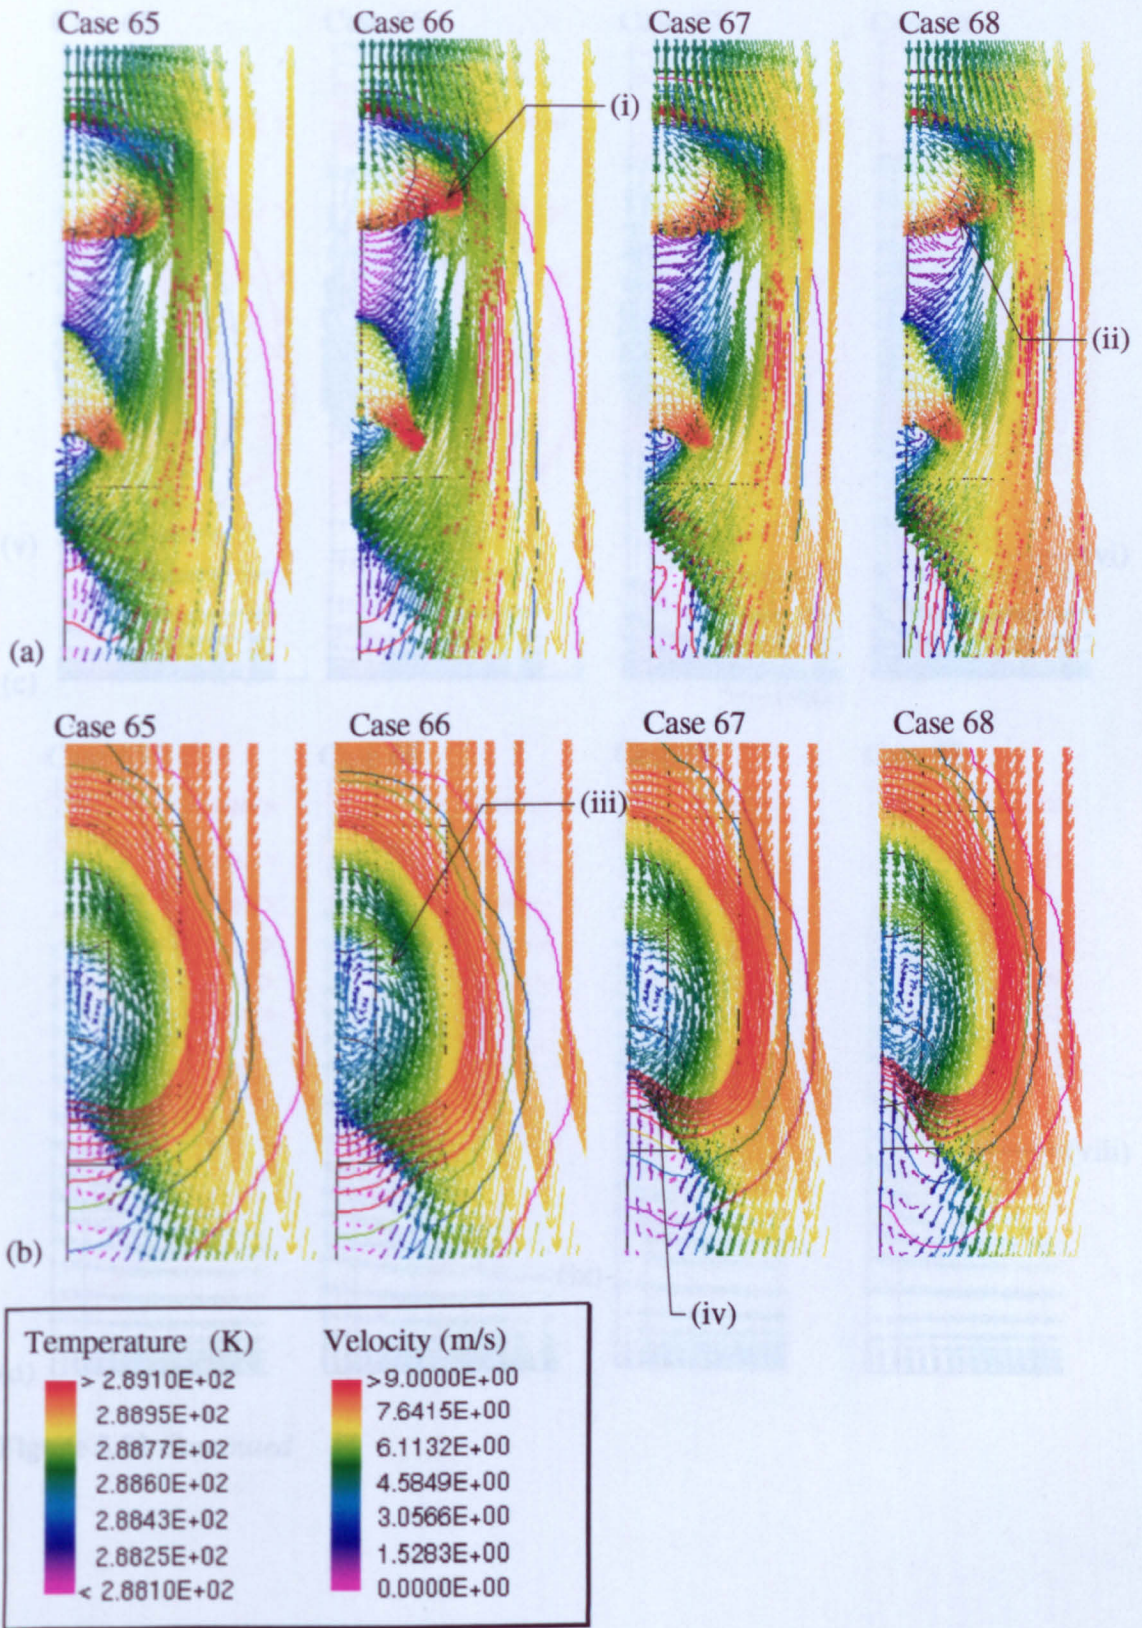 Case 65 Case 66 Case 67 Case 68
(i)
(ii)
(v)
(a)
(c)
Case 65 Case 66 Case 67 Case 68
(iii)
(b)
(iv)
Temperature (K) Velocity (m/s)
> 2.8910E+02 >9.0000E+00
2.8895E+02 7.6415E+00
2.8877E+02 6.1132E+00
2.8860E+02 4.5849E+00
2.8843E+02 3.0566E+00
2.8825E+02 1.5283E+00
< 2.8810E+02 0.0000E+00